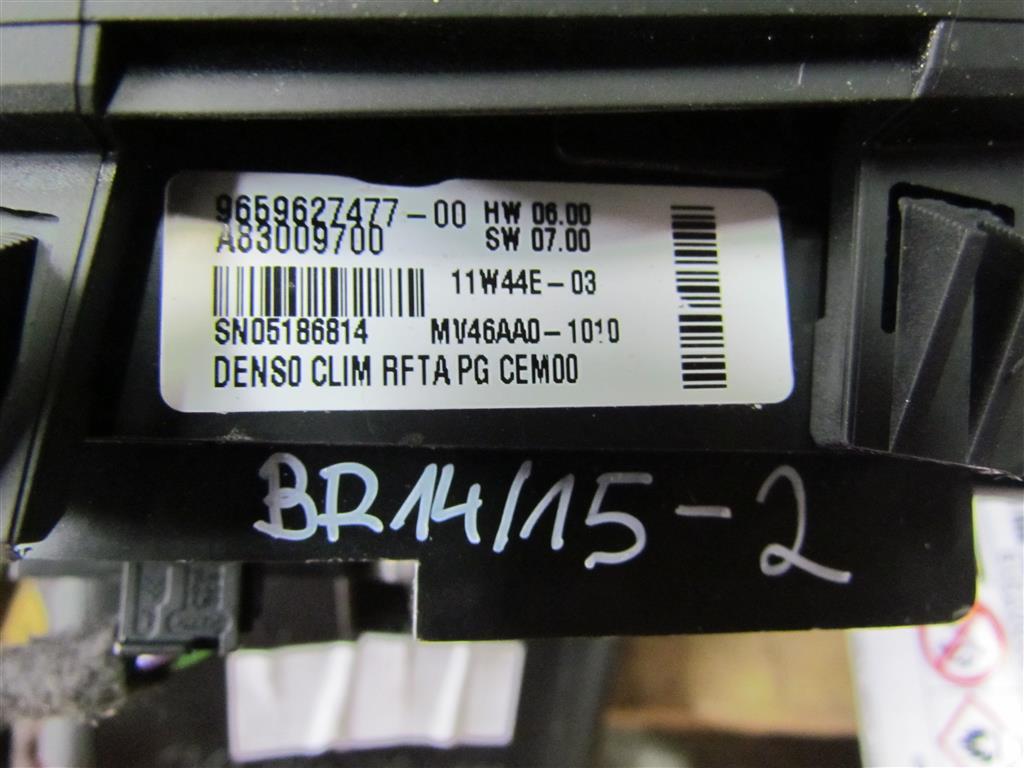 9659627477-00 HW 06.00
A83009700 SW 07.00
11W44E-03
SN05186814 MV46AA0-1010
DENSO CLIM RFTA PG CEM00
BR14/15-2